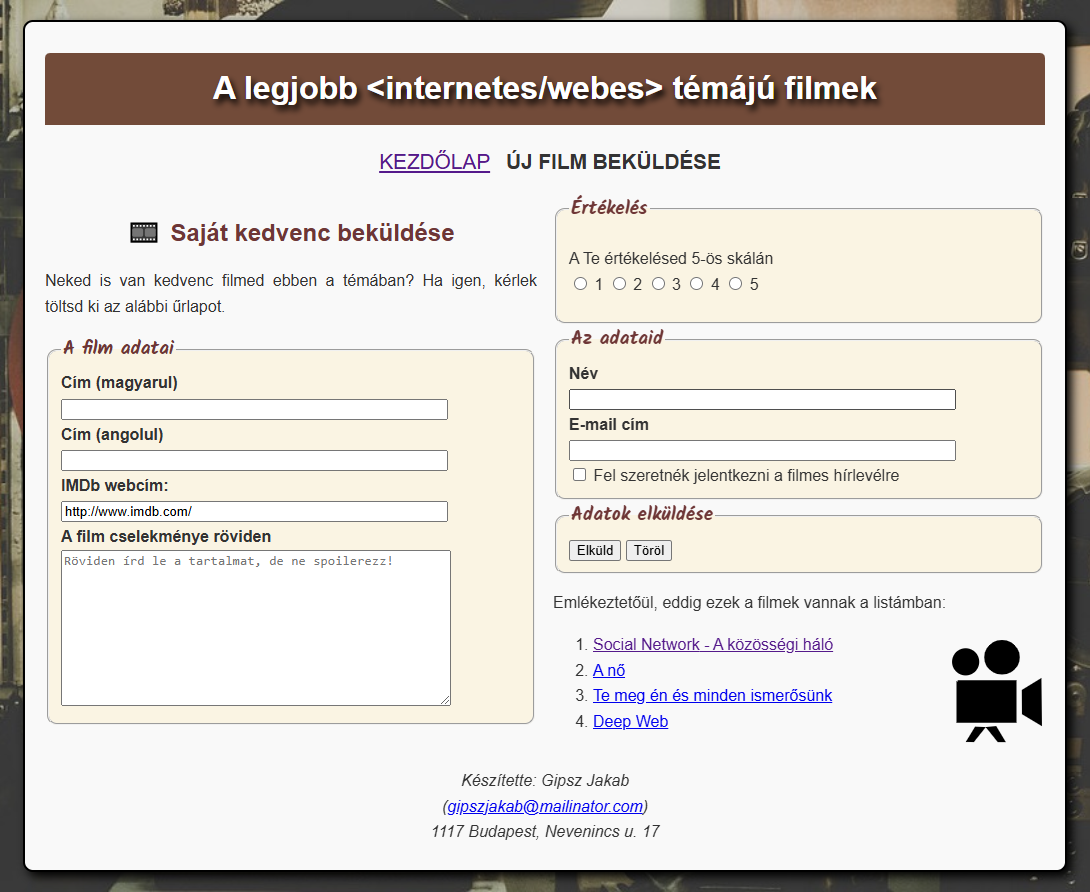 A legjobb <internetes/webes> témájú filmek
KEZDŐLAP ÚJ FILM BEKÜLDÉSE
Saját kedvenc beküldése
Neked is van kedvenc filmed ebben a témában? Ha igen, kérlek
töltsd ki az alábbi űrlapot.
A film adatai
Cím (magyarul)
Cím (angolul)
IMDb webcím:
http://www.imdb.com/
A film cselekménye röviden
Röviden írd le a tartalmat, de ne spoilerezz!
Értékelés
A Te értékelésed 5-ös skálán
1 2 3 4 5
Az adataid
Név
E-mail cím
Fel szeretnék jelentkezni a filmes hírlevélre
Adatok elküldése
Elküld Töröl
Emlékeztetőül, eddig ezek a filmek vannak a listámban:
1. Social Network - A közösségi háló
2. A nő
3. Te meg én és minden ismerősünk
4. Deep Web
Készítette: Gipsz Jakab
(gipszjakab@mailinator.com)
1117 Budapest, Nevenincs u. 17